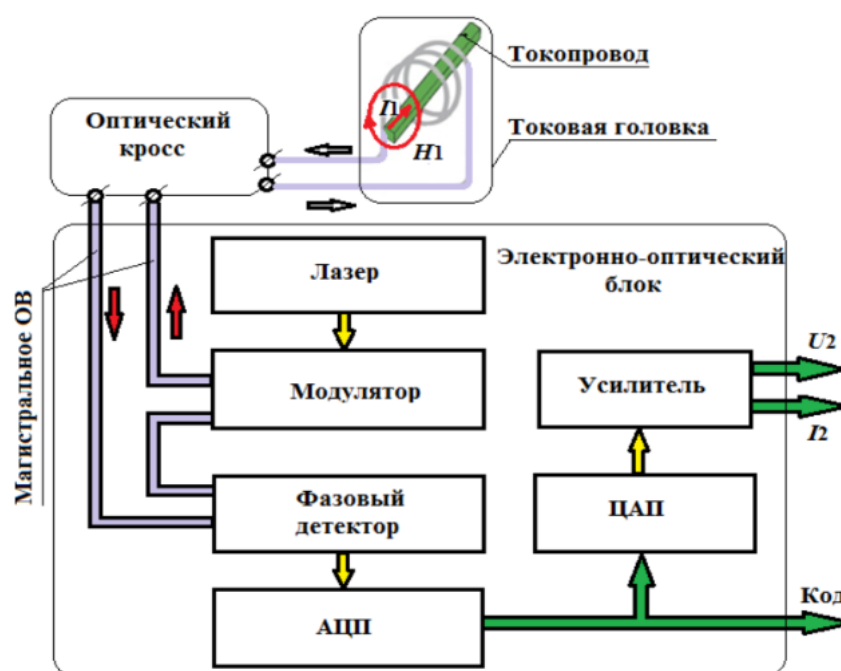 Токопровод
Оптический
кросс
I1
H1
Токовая головка
Электронно-оптический
блок
Лазер
Магистральное ОВ
Модулятор
Усилитель
U2
I2
Фазовый
детектор
ЦАП
АЦП
Код